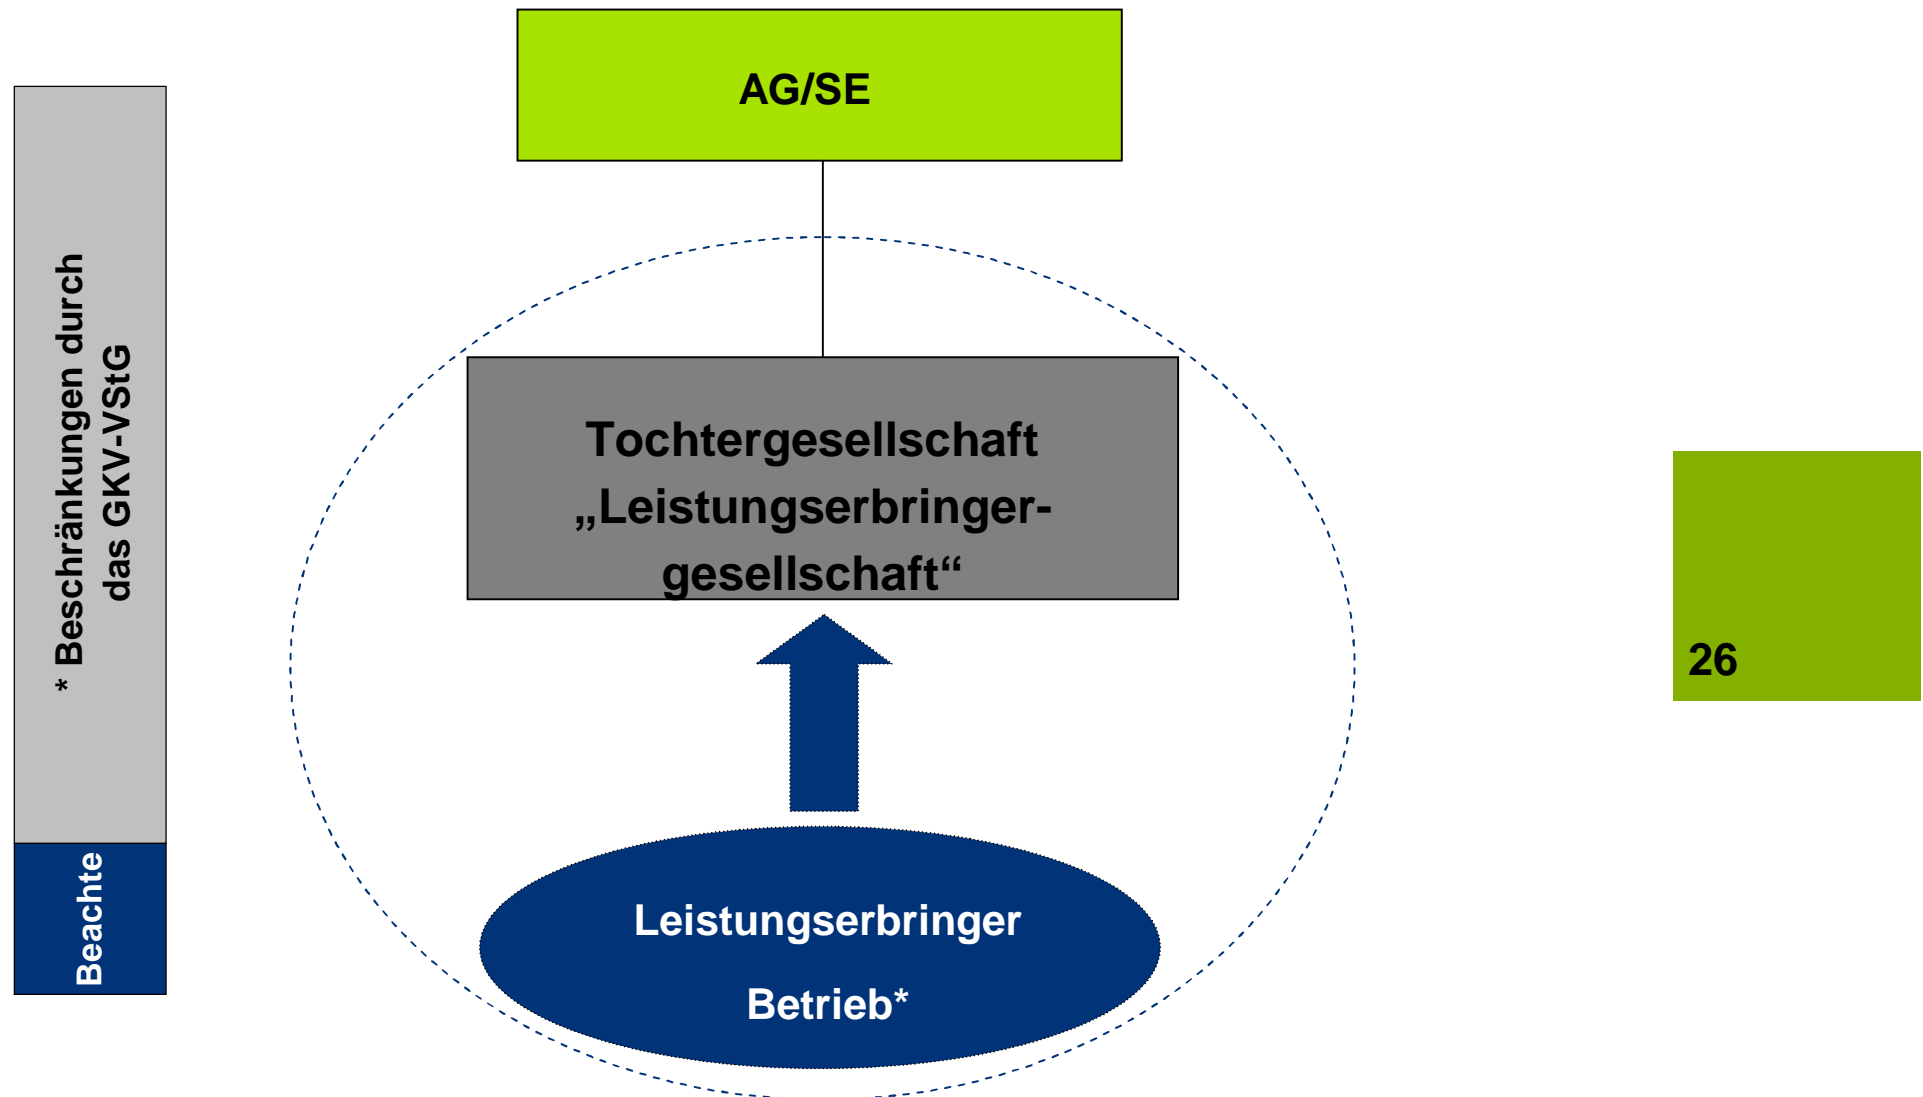 AG/SE
* Beschränkungen durch
das GKV-VStG
Beachte
Tochtergesellschaft
„Leistungserbringer-
gesellschaft“
26
Leistungserbringer
Betrieb*